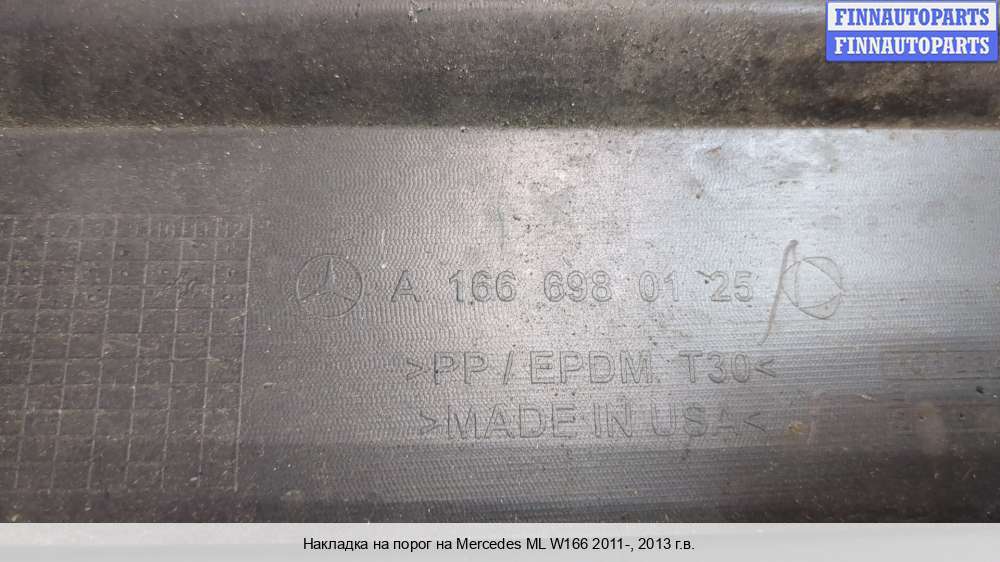 FINNAUTOPARTS
FINNAUTOPARTS
A 166 698 01 25
>PP / EPDM. T30<
>MADE IN USA<
Накладка на порог на Mercedes ML W166 2011-, 2013 г.в.